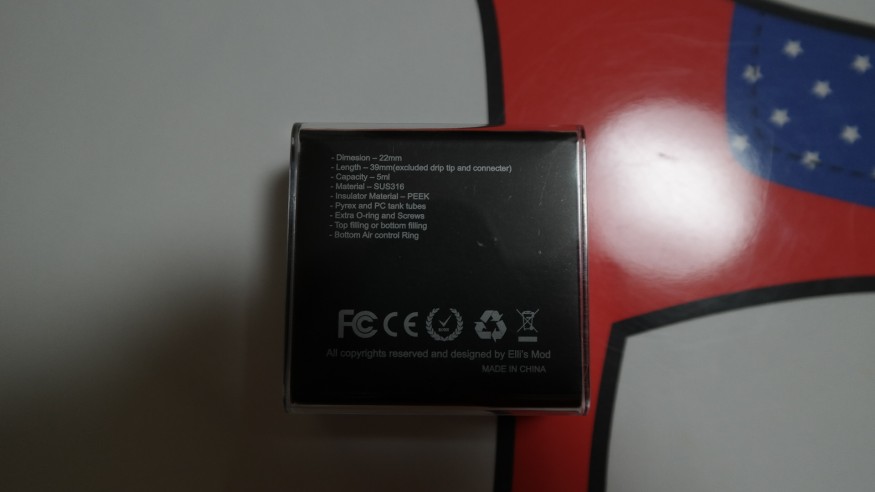 - Dimesion – 22mm
- Length – 39mm(excluded drip tip and connecter)
- Capacity – 5ml
- Material – SUS316
- Insulator Material – PEEK
- Pyrex and PC tank tubes
- Extra O-ring and Screws
- Top filling or bottom filling
- Bottom Air control Ring
FC CE
All copyrights reserved and designed by Elli's Mod
MADE IN CHINA